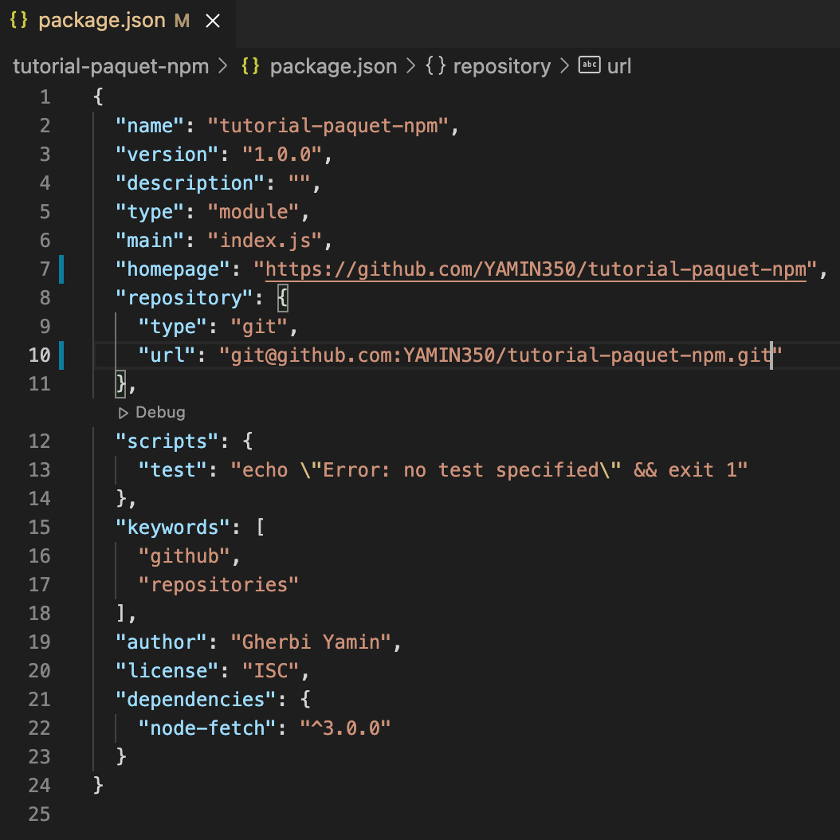 {} package.json M ×
tutorial-paquet-npm > {} package.json > {} repository > abc url
1 {
2 "name": "tutorial-paquet-npm",
3 "version": "1.0.0",
4 "description": "",
5 "type": "module",
6 "main": "index.js",
7 "homepage": "https://github.com/YAMIN350/tutorial-paquet-npm",
8 "repository": {
9 "type": "git",
10 "url": "git@github.com:YAMIN350/tutorial-paquet-npm.git"
11 },
Debug
12 "scripts": {
13 "test": "echo \"Error: no test specified\" && exit 1"
14 },
15 "keywords": [
16 "github",
17 "repositories"
18 ],
19 "author": "Gherbi Yamin",
20 "license": "ISC",
21 "dependencies": {
22 "node-fetch": "^3.0.0"
23 }
24 }
25